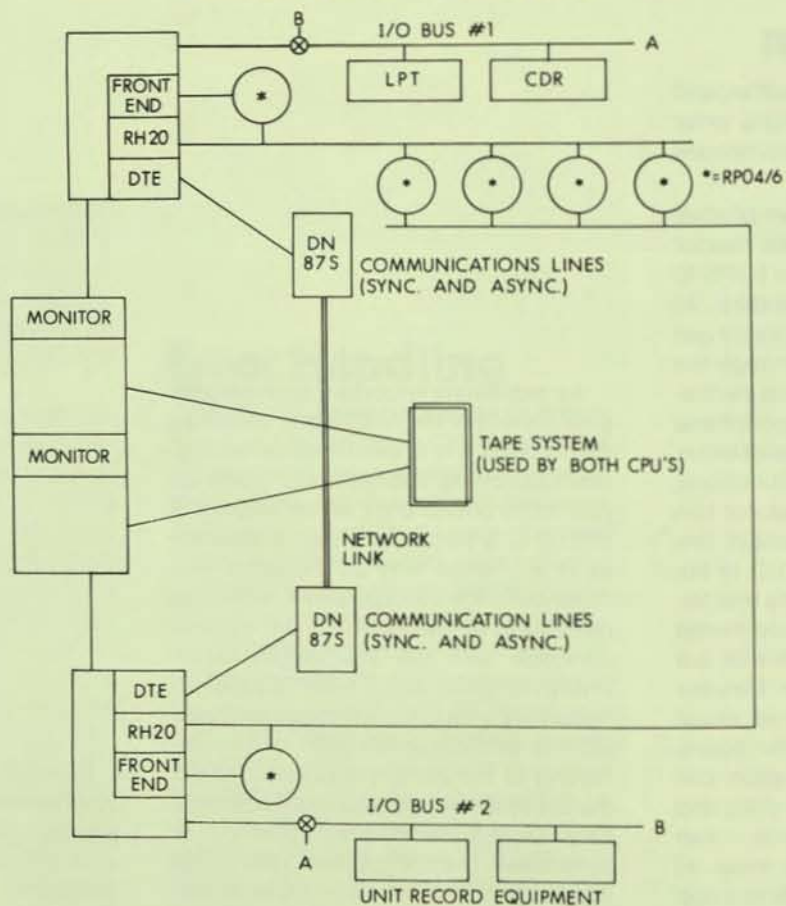 B
I/O BUS #1
A
LPT
CDR
FRONT
END
*
RH20
DTE
* * * *
*=RP04/6
DN
87S
COMMUNICATIONS LINES
(SYNC. AND ASYNC.)
MONITOR
MONITOR
TAPE SYSTEM
(USED BY BOTH CPU'S)
NETWORK
LINK
DN
87S
COMMUNICATION LINES
(SYNC. AND ASYNC.)
DTE
RH20
FRONT
END
*
I/O BUS #2
B
A
UNIT RECORD EQUIPMENT